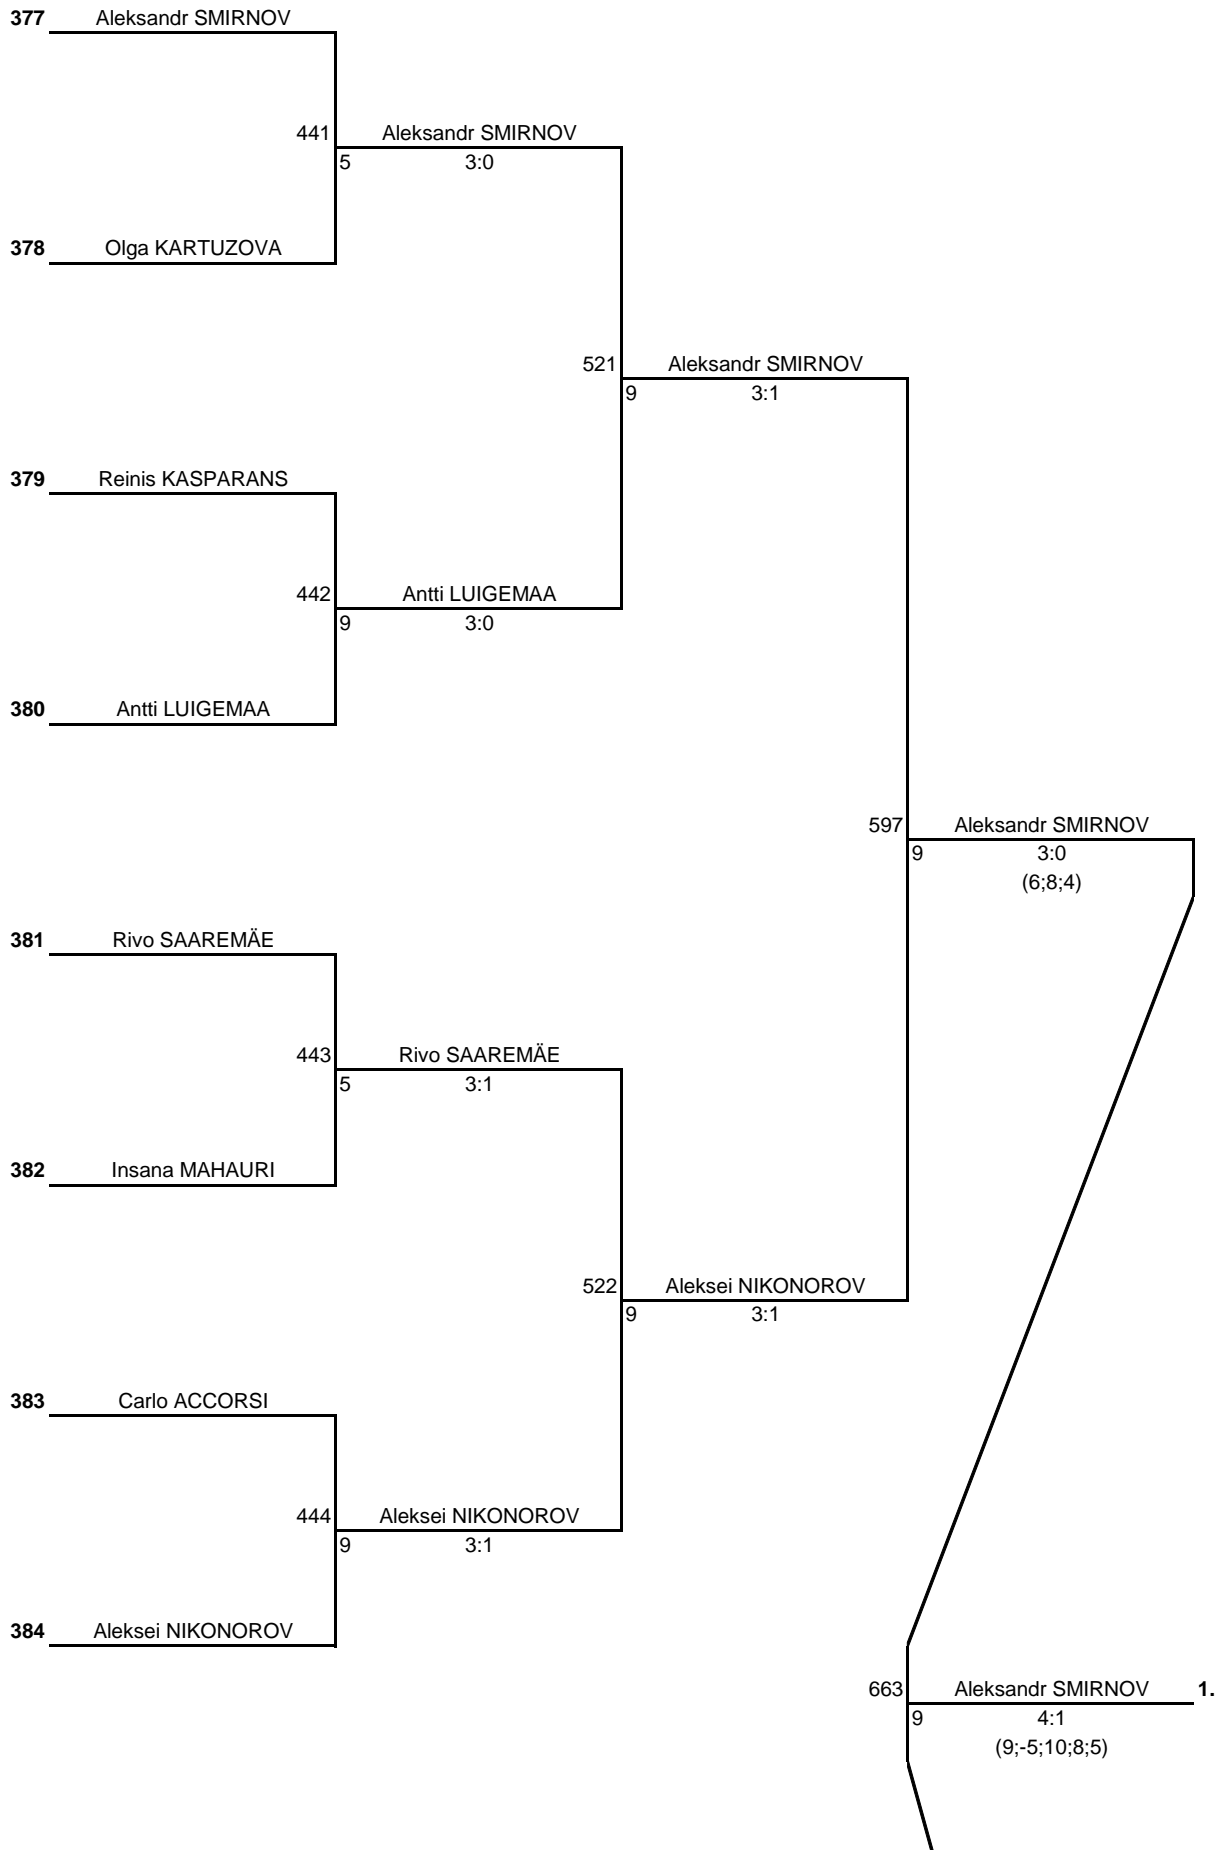 377 Aleksandr SMIRNOV
441 Aleksandr SMIRNOV
5 3:0
378 Olga KARTUZOVA
521 Aleksandr SMIRNOV
9 3:1
379 Reinis KASPARANS
442 Antti LUIGEMAA
9 3:0
380 Antti LUIGEMAA
597 Aleksandr SMIRNOV
9 3:0
(6;8;4)
381 Rivo SAAREMÄE
443 Rivo SAAREMÄE
5 3:1
382 Insana MAHAURI
522 Aleksei NIKONOROV
9 3:1
383 Carlo ACCORSI
444 Aleksei NIKONOROV
9 3:1
384 Aleksei NIKONOROV
663 Aleksandr SMIRNOV 1.
9 4:1
(9;-5;10;8;5)